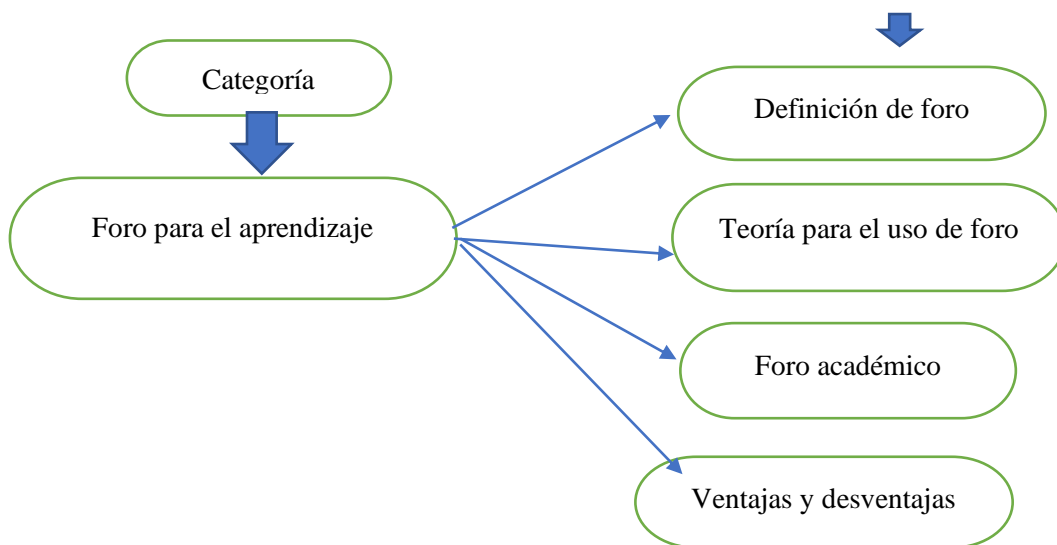 Categoría
Foro para el aprendizaje
Definición de foro
Teoría para el uso de foro
Foro académico
Ventajas y desventajas